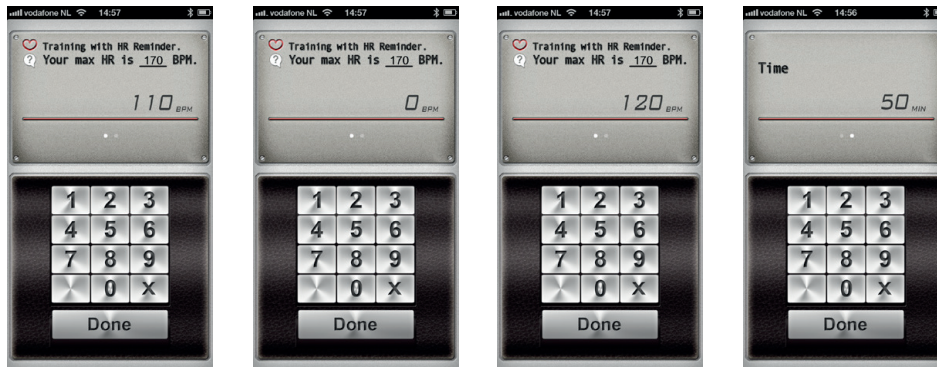 vodafone NL 14:57
Training with HR Reminder.
? Your max HR is 170 BPM.
110 BPM
1 2 3
4 5 6
7 8 9
0 X
Done
vodafone NL 14:57
Training with HR Reminder.
? Your max HR is 170 BPM.
0 BPM
1 2 3
4 5 6
7 8 9
0 X
Done
vodafone NL 14:57
Training with HR Reminder.
? Your max HR is 170 BPM.
120 BPM
1 2 3
4 5 6
7 8 9
0 X
Done
vodafone NL 14:56
Time
50 MIN
1 2 3
4 5 6
7 8 9
0 X
Done